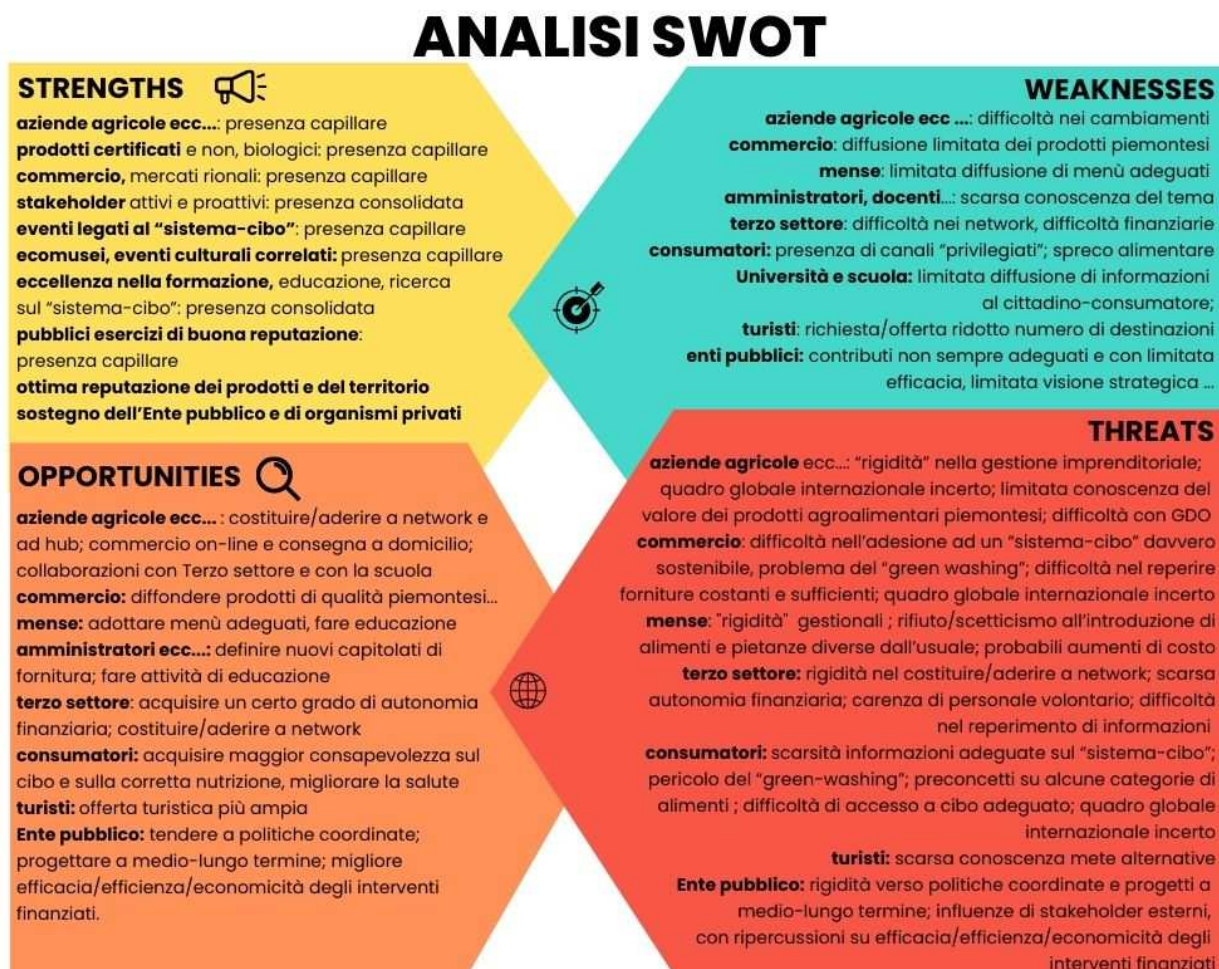 ANALISI SWOT
STRENGTHS
aziende agricole ecc...: presenza capillare
prodotti certificati e non, biologici: presenza capillare
commercio, mercati rionali: presenza capillare
stakeholder attivi e proattivi: presenza consolidata
eventi legati al “sistema-cibo”: presenza capillare
ecomusei, eventi culturali correlati: presenza capillare
eccellenza nella formazione, educazione, ricerca
sul “sistema-cibo”: presenza consolidata
pubblici esercizi di buona reputazione:
presenza capillare
ottima reputazione dei prodotti e del territorio
sostegno dell’Ente pubblico e di organismi privati
WEAKNESSES
aziende agricole ecc ...: difficoltà nei cambiamenti
commercio: diffusione limitata dei prodotti piemontesi
mense: limitata diffusione di menù adeguati
amministratori, docenti...: scarsa conoscenza del tema
terzo settore: difficoltà nei network, difficoltà finanziarie
consumatori: presenza di canali “privilegiati”; spreco alimentare
Università e scuola: limitata diffusione di informazioni
al cittadino-consumatore;
turisti: richiesta/offerta ridotto numero di destinazioni
enti pubblici: contributi non sempre adeguati e con limitata
efficacia, limitata visione strategica ...
OPPORTUNITIES
aziende agricole ecc... : costituire/aderire a network e
ad hub; commercio on-line e consegna a domicilio;
collaborazioni con Terzo settore e con la scuola
commercio: diffondere prodotti di qualità piemontesi...
mense: adottare menù adeguati, fare educazione
amministratori ecc...: definire nuovi capitolati di
fornitura; fare attività di educazione
terzo settore: acquisire un certo grado di autonomia
finanziaria; costituire/aderire a network
consumatori: acquisire maggior consapevolezza sul
cibo e sulla corretta nutrizione, migliorare la salute
turisti: offerta turistica più ampia
Ente pubblico: tendere a politiche coordinate;
progettare a medio-lungo termine; migliore
efficacia/efficienza/economicità degli interventi
finanziati.
THREATS
aziende agricole ecc...: “rigidità” nella gestione imprenditoriale;
quadro globale internazionale incerto; limitata conoscenza del
valore dei prodotti agroalimentari piemontesi; difficoltà con GDO
commercio: difficoltà nell’adesione ad un “sistema-cibo” davvero
sostenibile, problema del “green washing”; difficoltà nel reperire
forniture costanti e sufficienti; quadro globale internazionale incerto
mense: "rigidità" gestionali ; rifiuto/scetticismo all’introduzione di
alimenti e pietanze diverse dall’usuale; probabili aumenti di costo
terzo settore: rigidità nel costituire/aderire a network; scarsa
autonomia finanziaria; carenza di personale volontario; difficoltà
nel reperimento di informazioni
consumatori: scarsità informazioni adeguate sul “sistema-cibo”;
pericolo del “green-washing”; preconcetti su alcune categorie di
alimenti ; difficoltà di accesso a cibo adeguato; quadro globale
internazionale incerto
turisti: scarsa conoscenza mete alternative
Ente pubblico: rigidità verso politiche coordinate e progetti a
medio-lungo termine; influenze di stakeholder esterni,
con ripercussioni su efficacia/efficienza/economicità degli
interventi finanziati